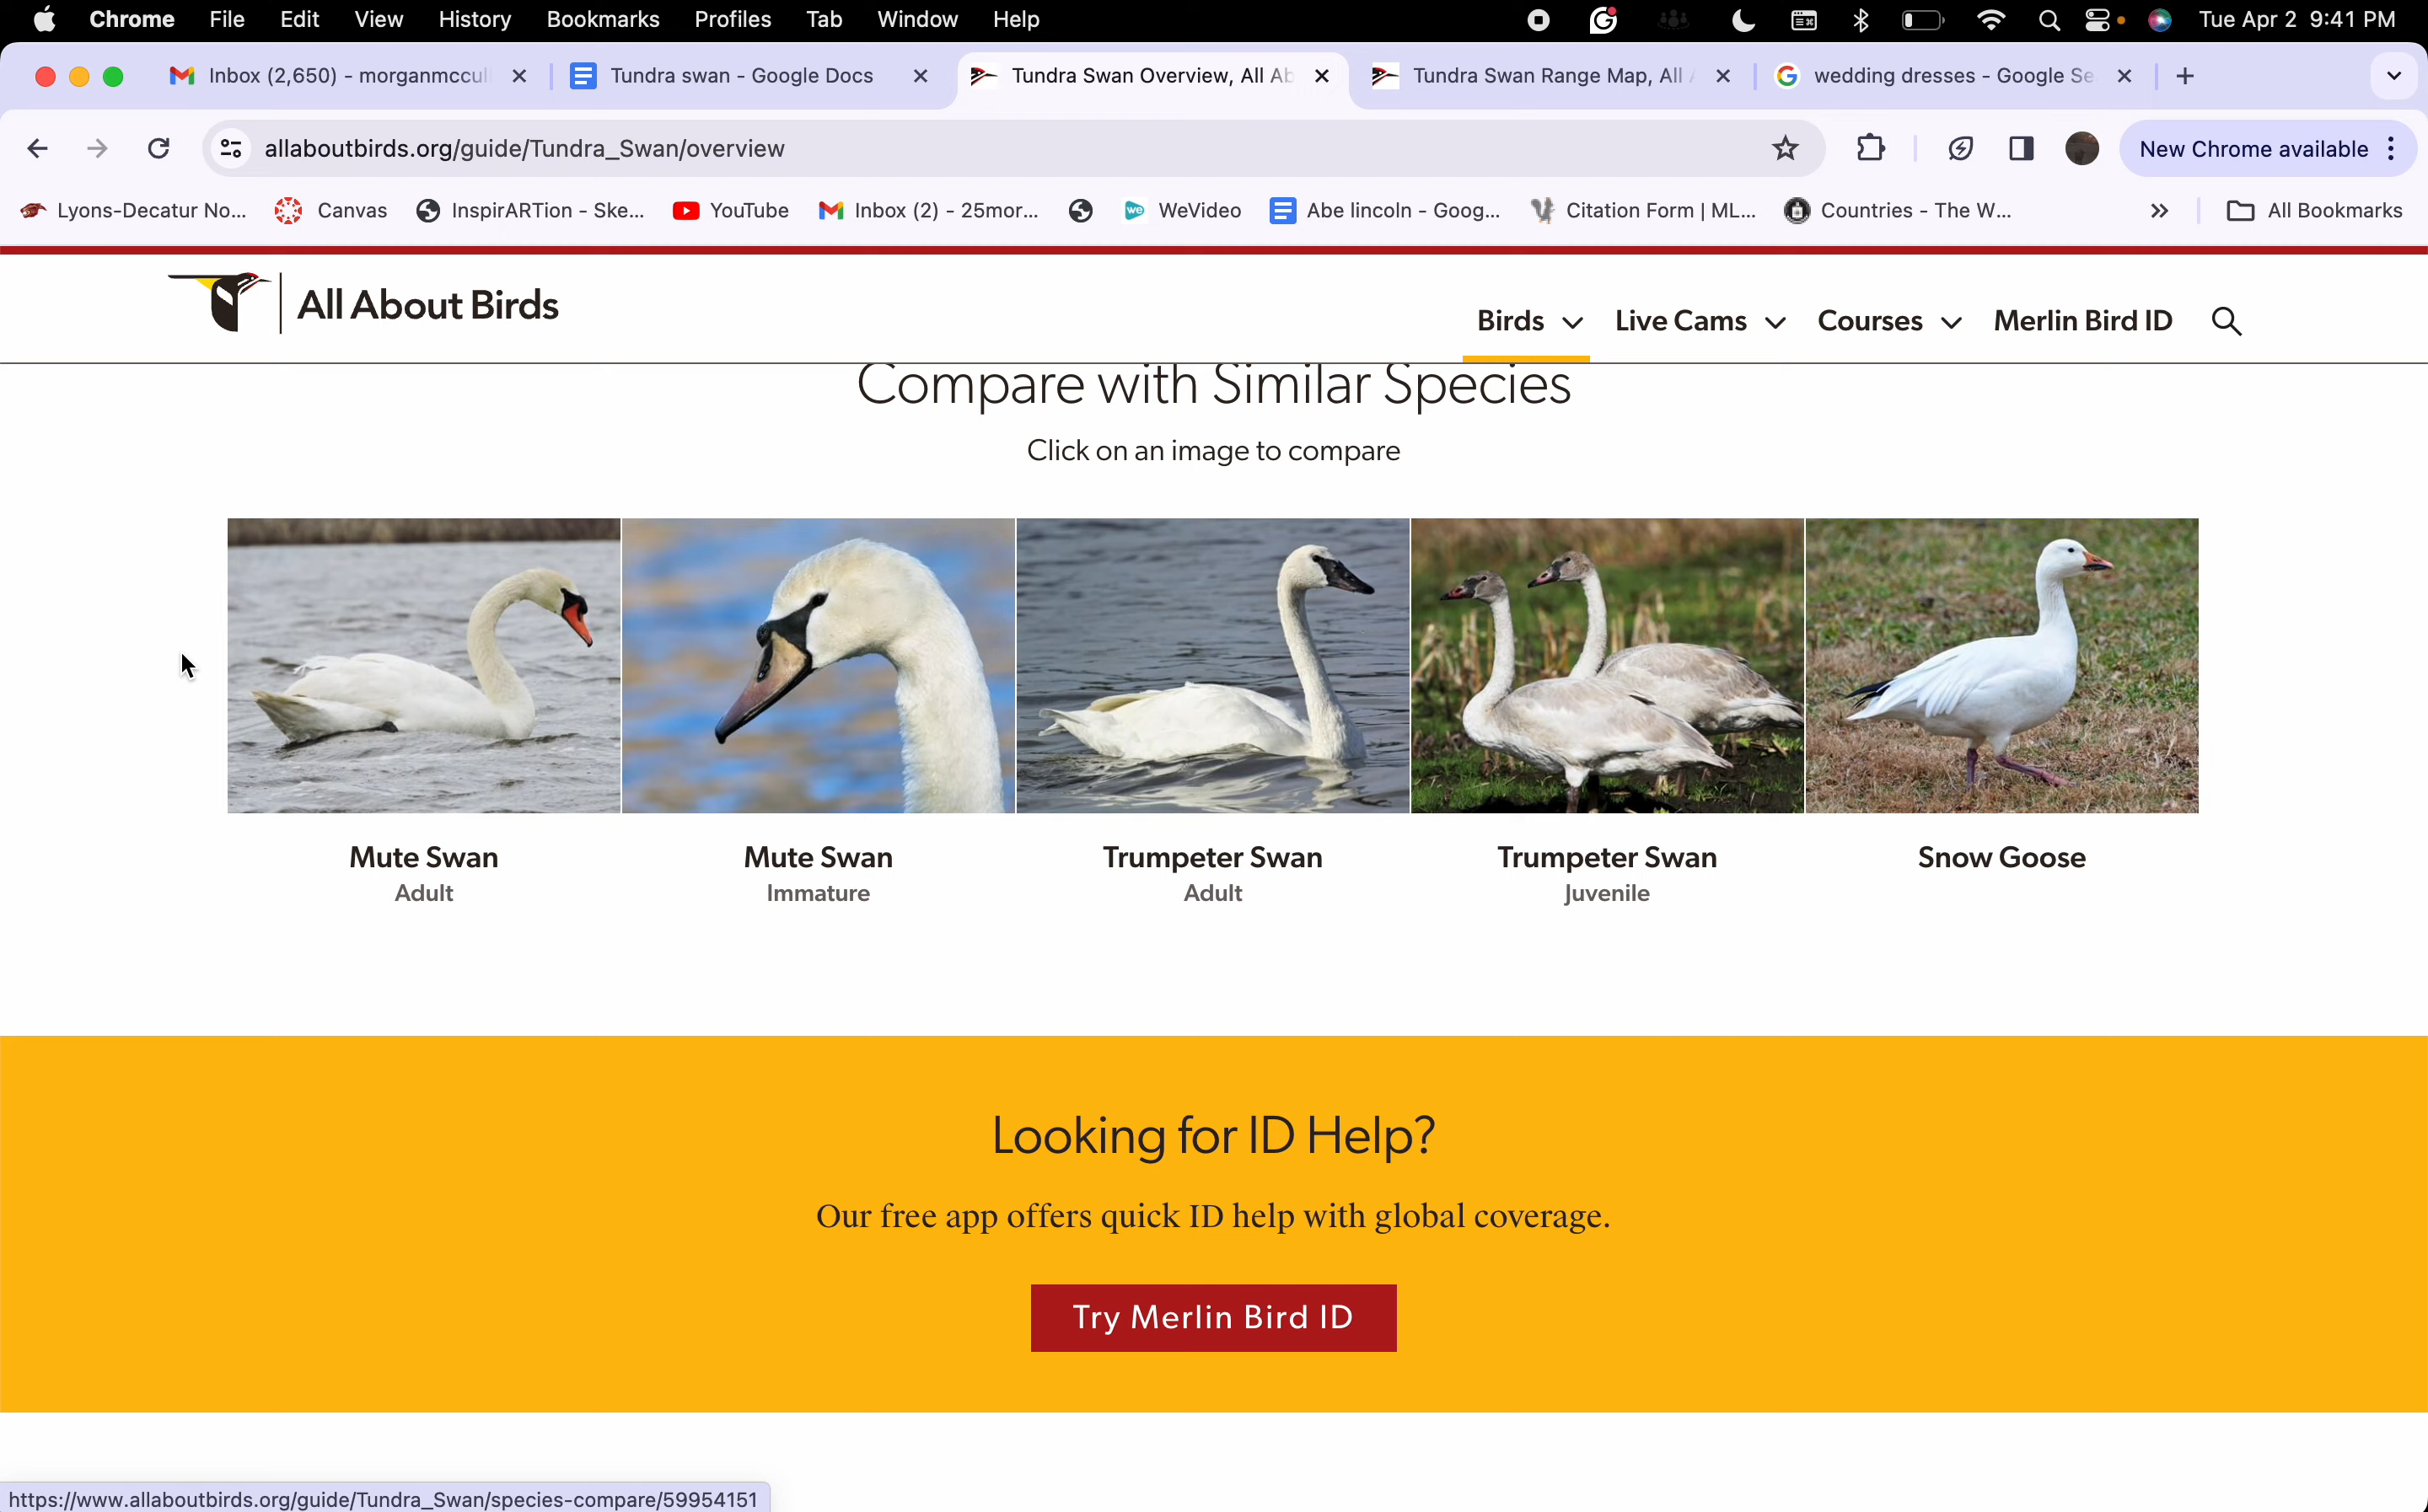 Chrome File Edit View History Bookmarks Profiles Tab Window Help Tue Apr 2 9:41 PM
Inbox (2,650) - morganmccul Tundra swan - Google Docs Tundra Swan Overview, All Ab Tundra Swan Range Map, All A wedding dresses - Google Se
allaboutbirds.org/guide/Tundra_Swan/overview New Chrome available
Lyons-Decatur No... Canvas InspirARTion - Ske... YouTube Inbox (2) - 25mor... we WeVideo Abe lincoln - Goog... Citation Form | ML... Countries - The W... All Bookmarks
All About Birds
Birds Live Cams Courses Merlin Bird ID
Compare with Similar Species
Click on an image to compare
Mute Swan Mute Swan Trumpeter Swan Trumpeter Swan Snow Goose
Adult Immature Adult Juvenile
Looking for ID Help?
Our free app offers quick ID help with global coverage.
Try Merlin Bird ID
https://www.allaboutbirds.org/guide/Tundra_Swan/species-compare/59954151